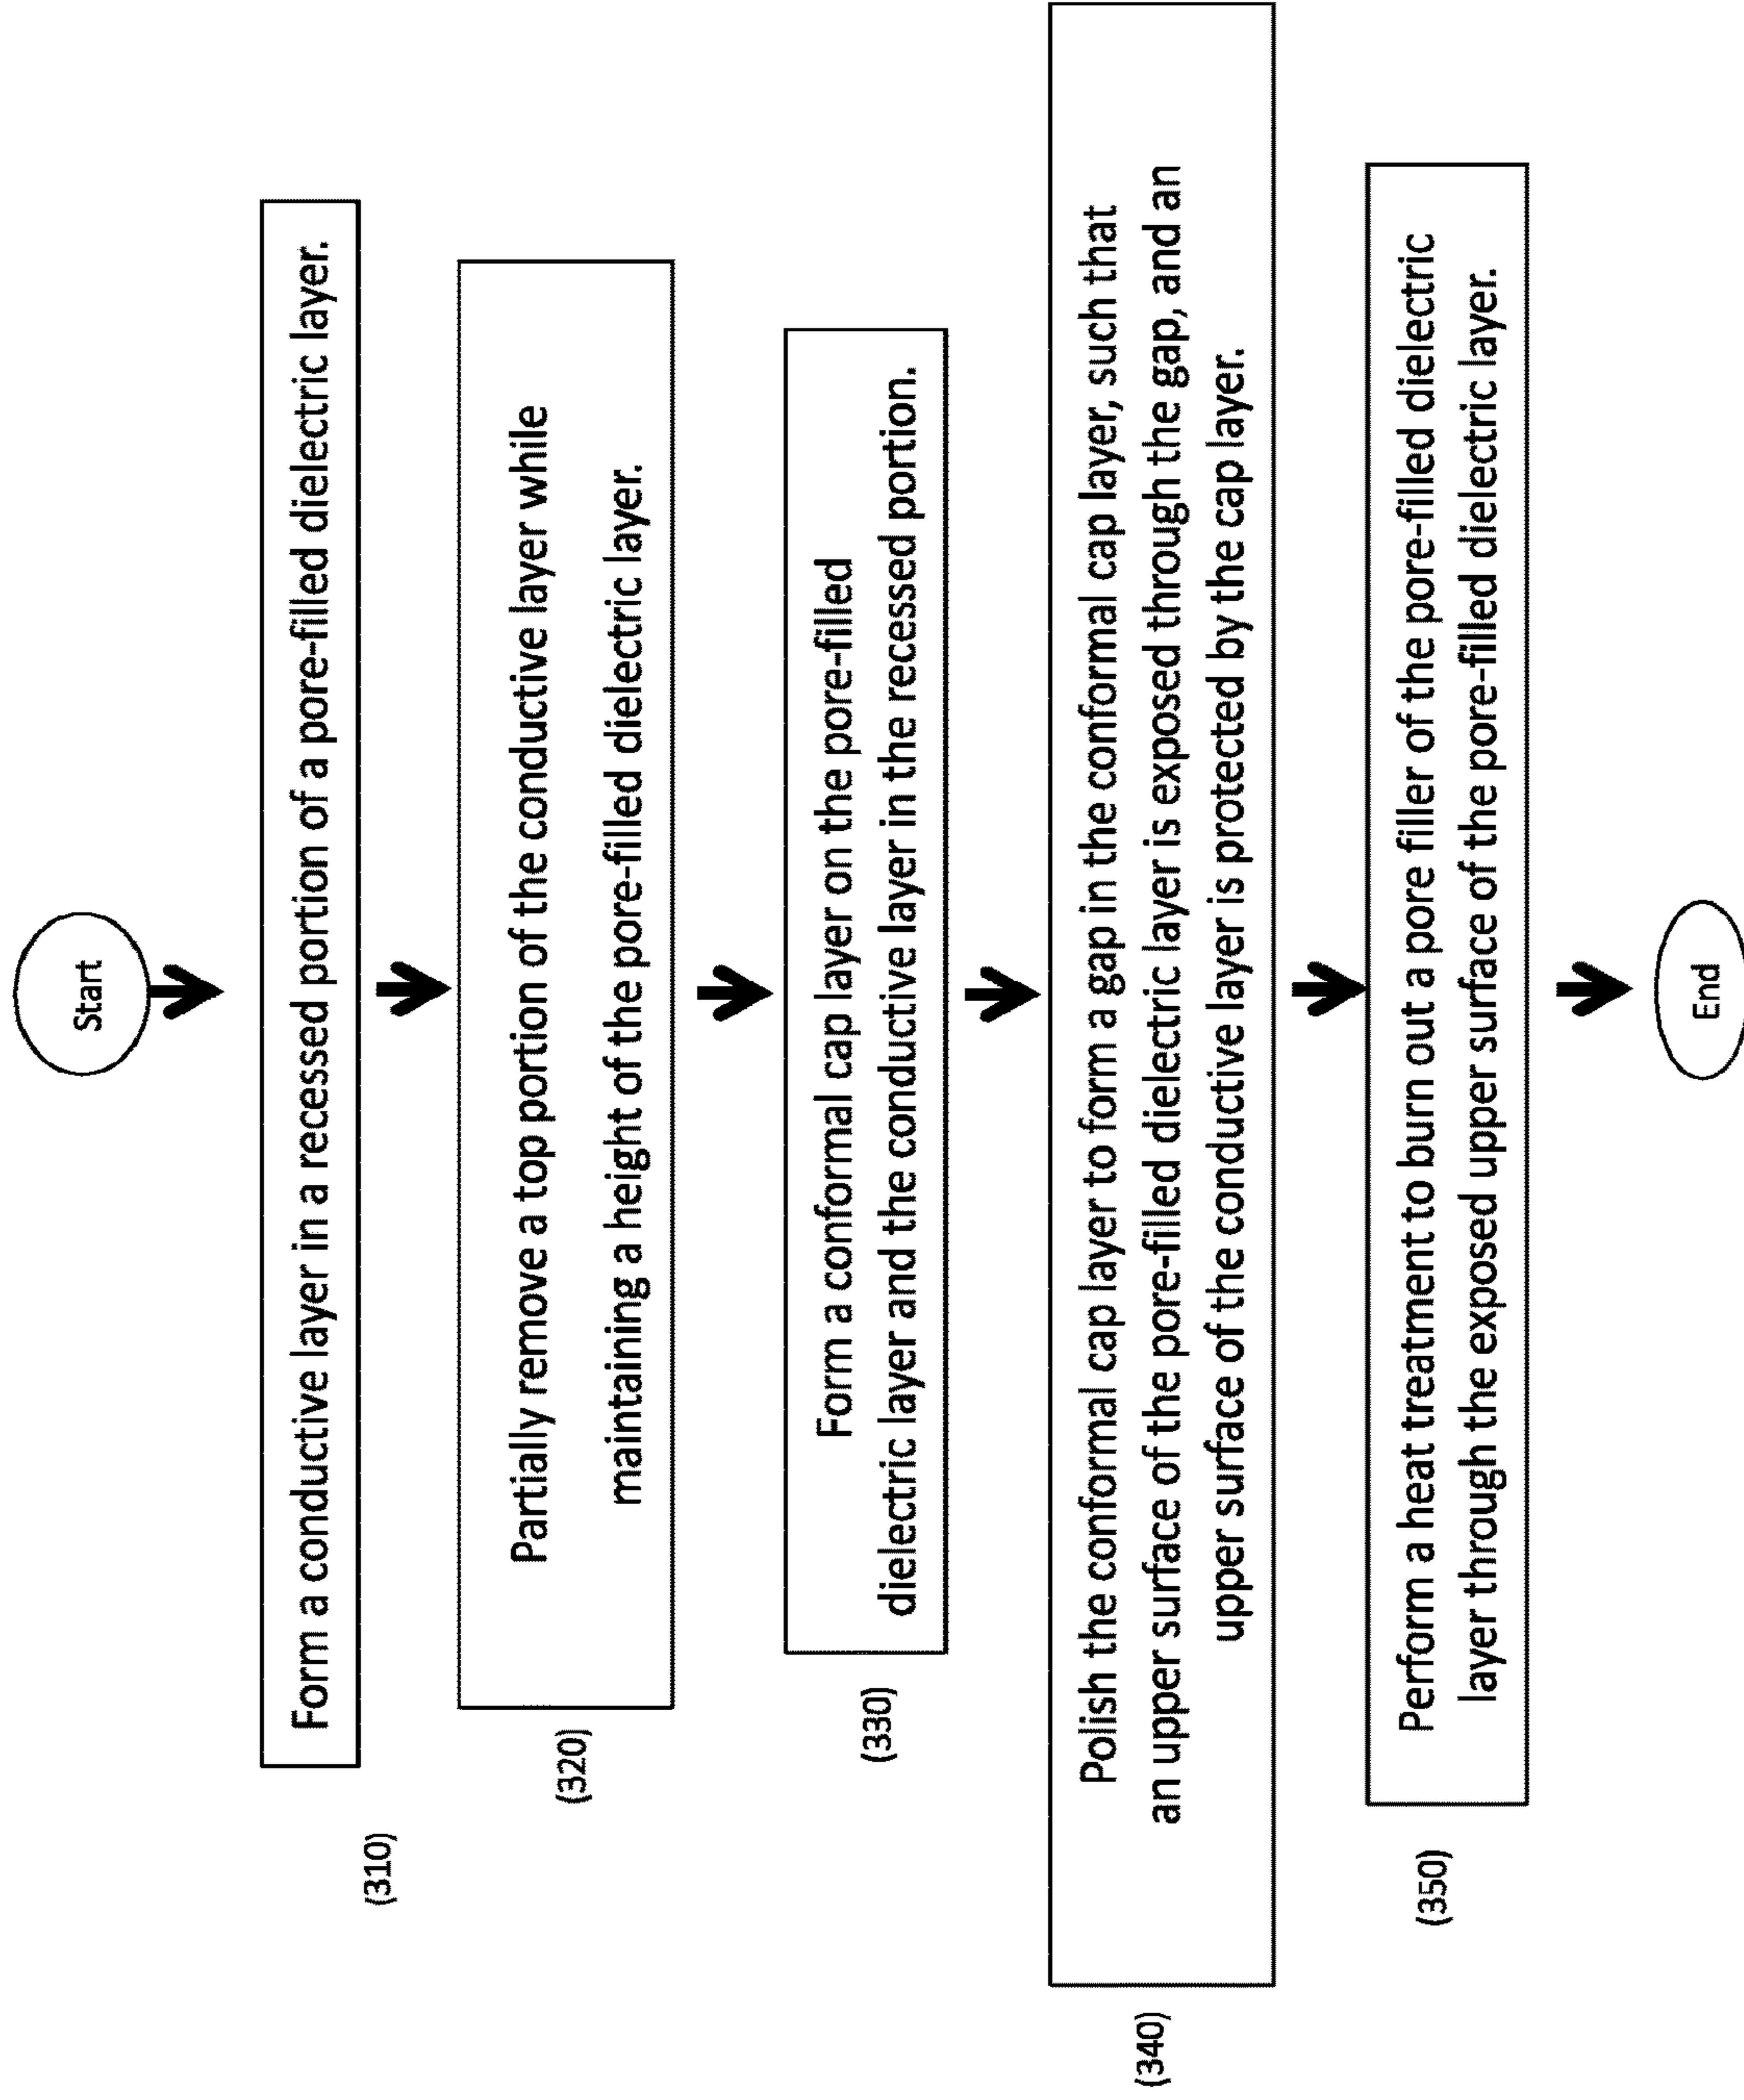 Start
(310)
Form a conductive layer in a recessed portion of a pore-filled dielectric layer.
(320)
Partially remove a top portion of the conductive layer while
maintaining a height of the pore-filled dielectric layer.
(330)
Form a conformal cap layer on the pore-filled
dielectric layer and the conductive layer in the recessed portion.
(340)
Polish the conformal cap layer to form a gap in the conformal cap layer, such that
an upper surface of the pore-filled dielectric layer is exposed through the gap, and an
upper surface of the conductive layer is protected by the cap layer.
(350)
Perform a heat treatment to burn out a pore filler of the pore-filled dielectric
layer through the exposed upper surface of the pore-filled dielectric layer.
End